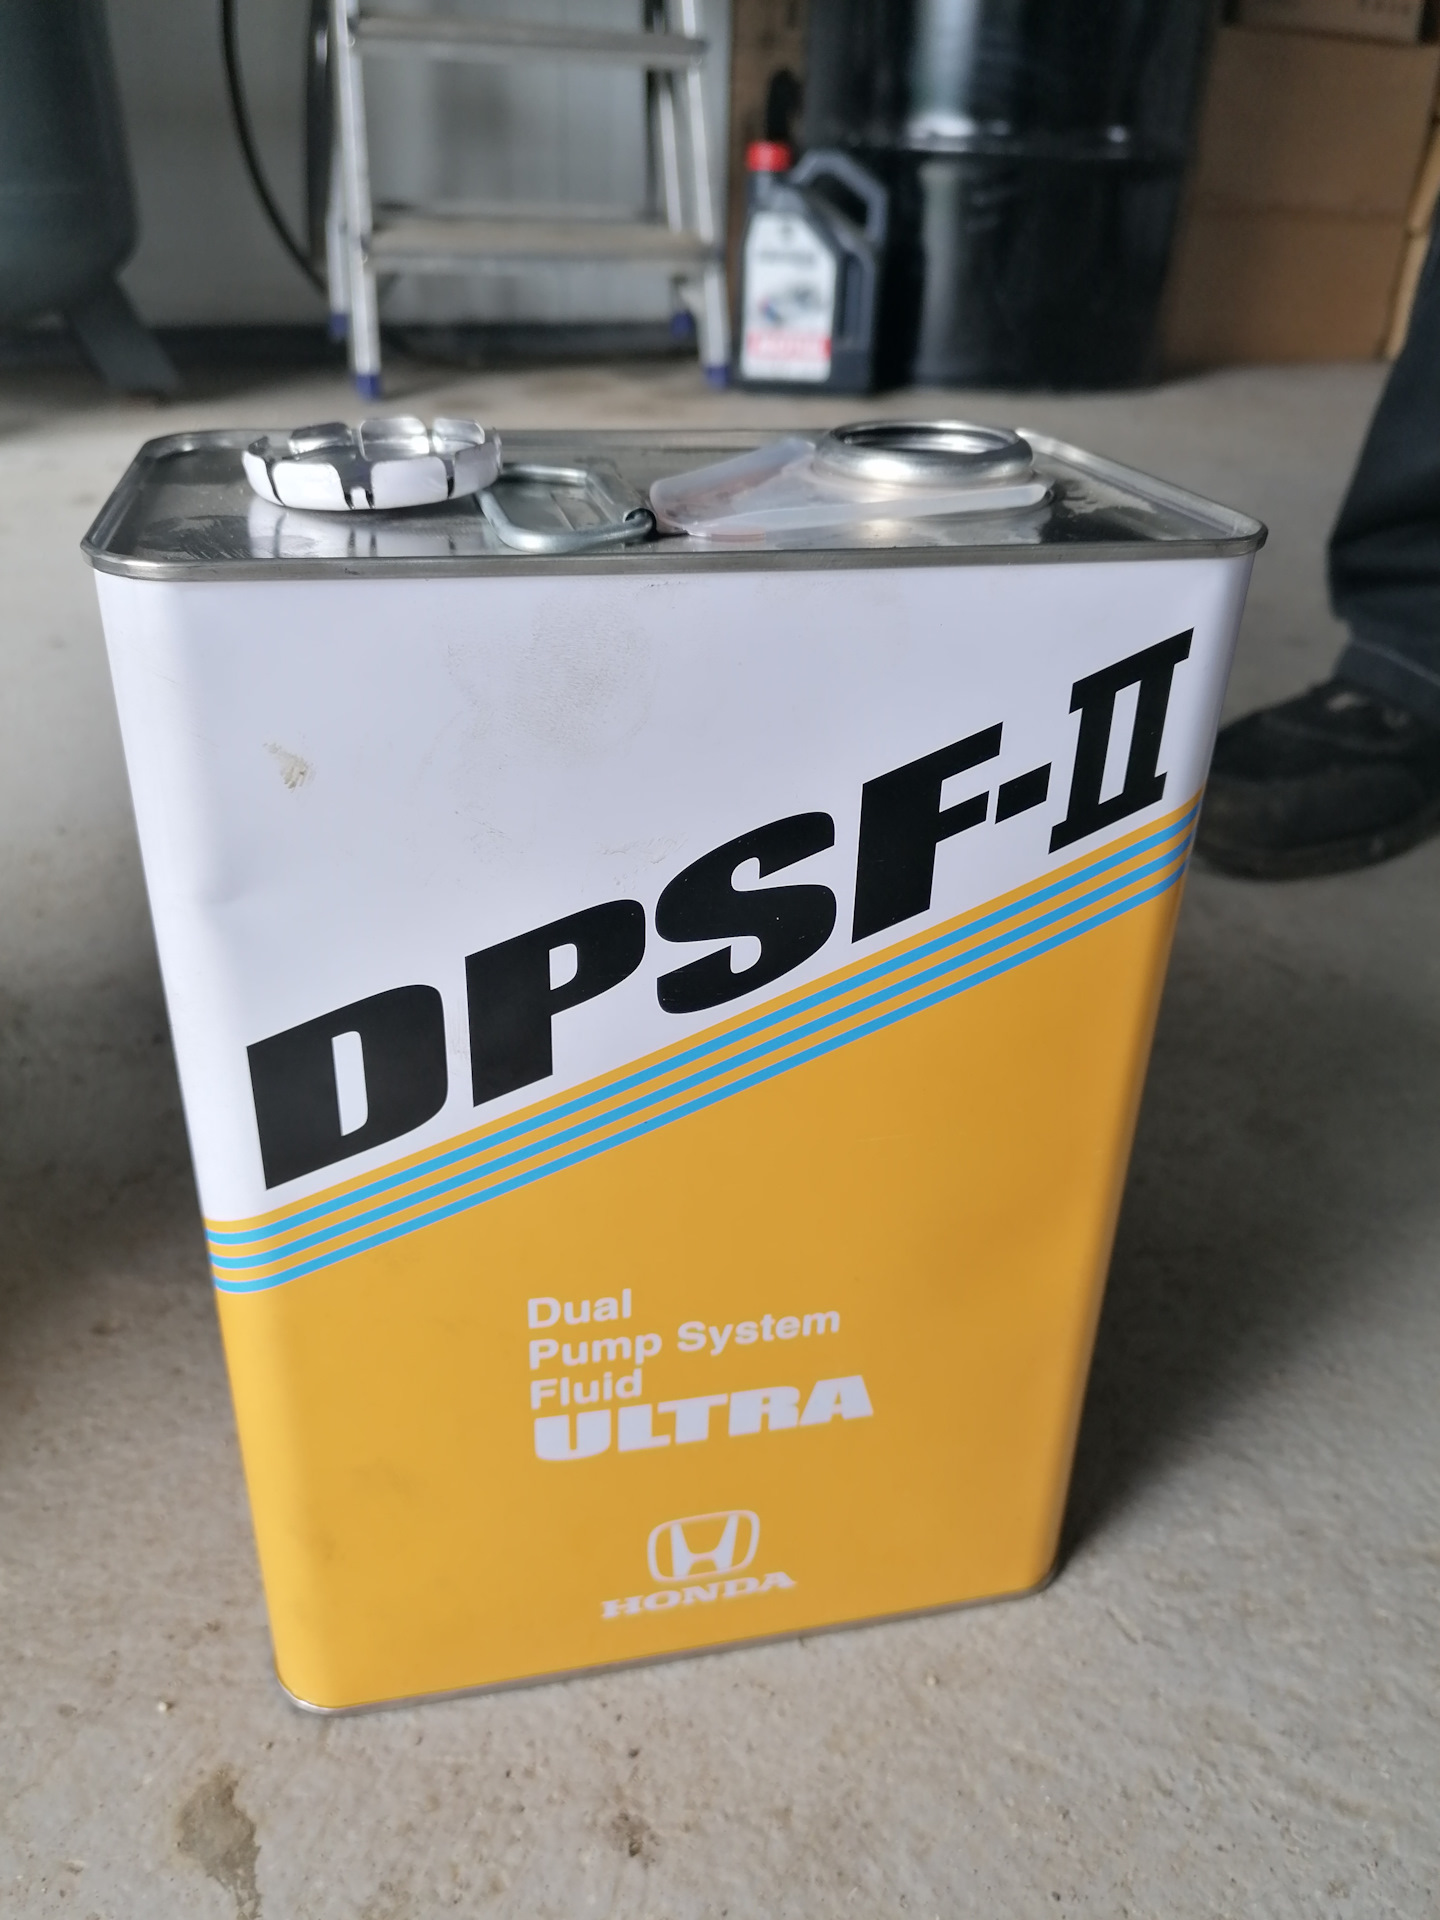 DPSF-II
Dual
Pump System
Fluid
ULTRA
HONDA